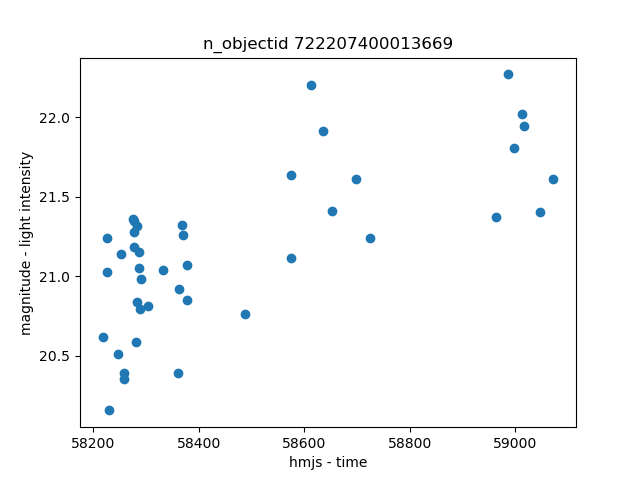 n_objectid 722207400013669
magnitude - light intensity
22.0
21.5
21.0
20.5
58200 58400 58600 58800 59000
hmjs - time